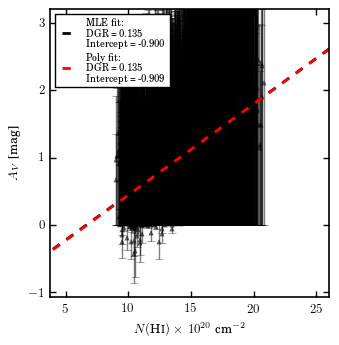 3
2
1
0
−1
A_V [mag]
MLE fit:
DGR = 0.135
Intercept = -0.900
Poly fit:
DGR = 0.135
Intercept = -0.909
5 10 15 20 25
N(HI) × 10^20 cm^−2